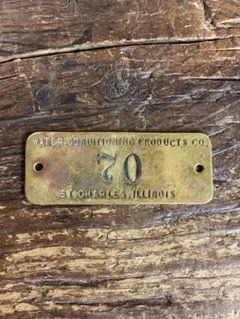 WATER CONDITIONING PRODUCTS CO.
70
ST. CHARLES, ILLINOIS